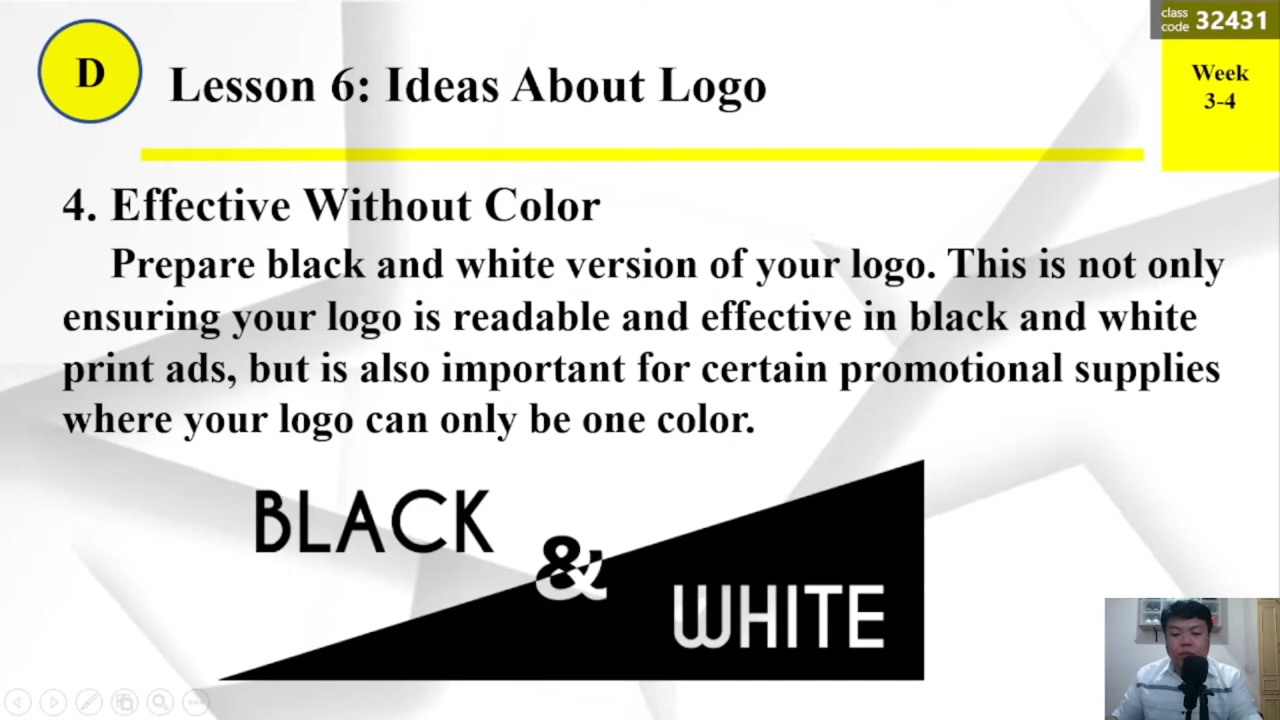 class
code 32431
D
Lesson 6: Ideas About Logo
Week
3-4
4. Effective Without Color
Prepare black and white version of your logo. This is not only
ensuring your logo is readable and effective in black and white
print ads, but is also important for certain promotional supplies
where your logo can only be one color.
BLACK
&
WHITE